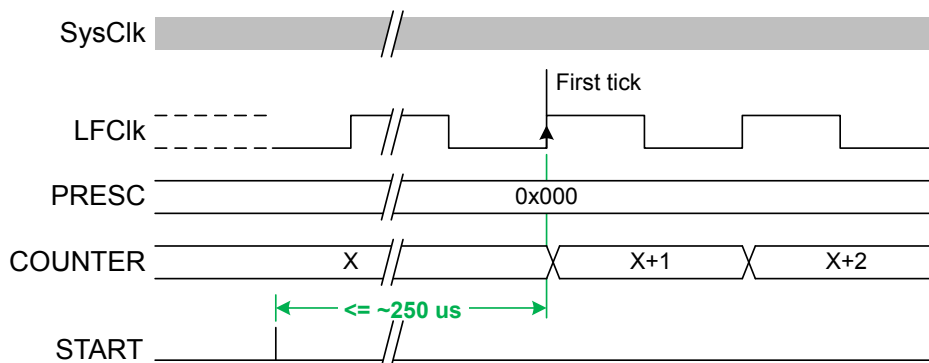 SysClk
First tick
LFClk
PRESC
0x000
COUNTER
X
X+1
X+2
<= ~250 us
START